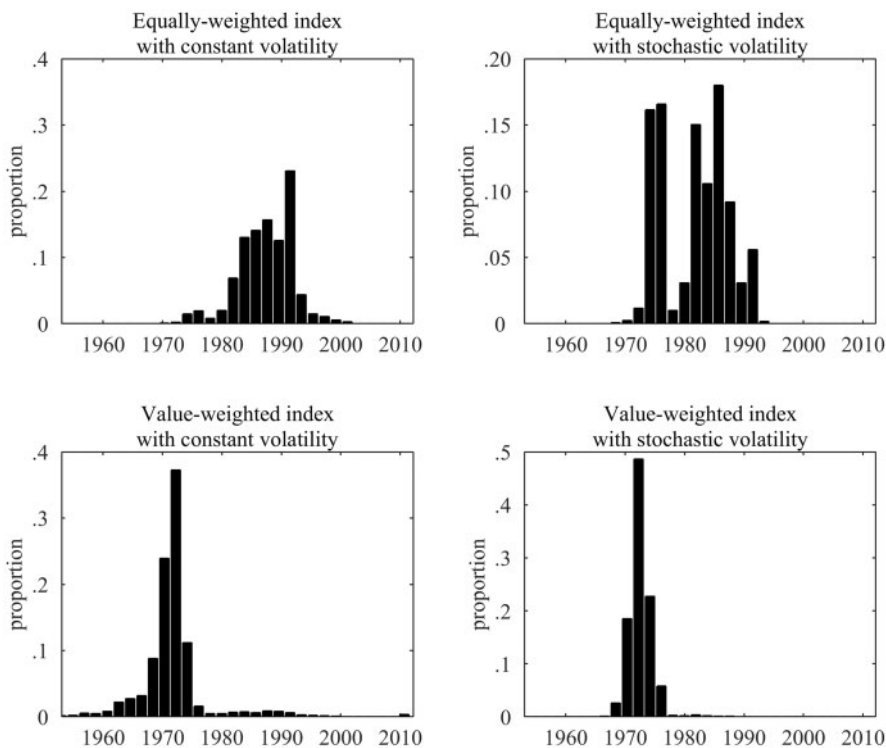 Equally-weighted index
with constant volatility
.4
.3
.2
.1
0
proportion
1960 1970 1980 1990 2000 2010
Equally-weighted index
with stochastic volatility
.20
.15
.10
.05
0
proportion
1960 1970 1980 1990 2000 2010
Value-weighted index
with constant volatility
.4
.3
.2
.1
0
proportion
1960 1970 1980 1990 2000 2010
Value-weighted index
with stochastic volatility
.5
.4
.3
.2
.1
0
proportion
1960 1970 1980 1990 2000 2010